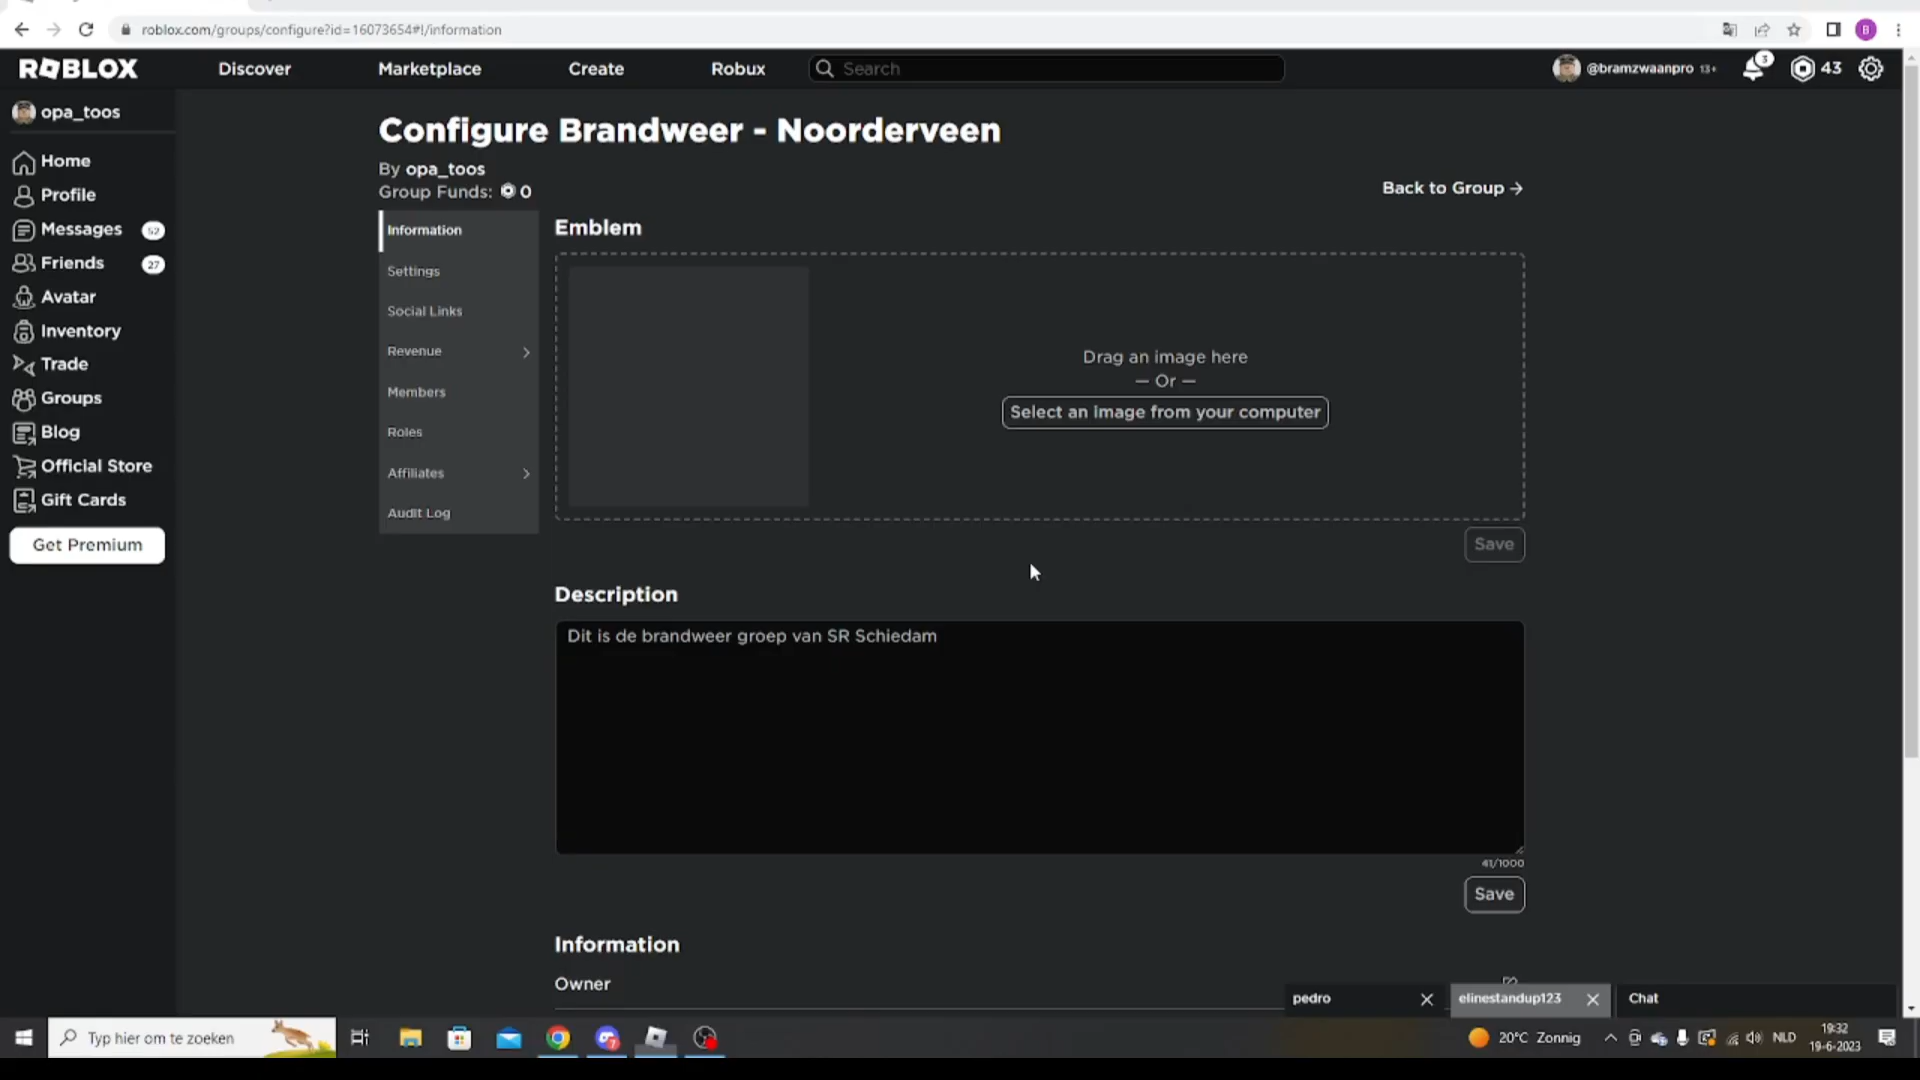 roblox.com/groups/configure?id=16073654#!/information
B
ROBLOX
Discover
Marketplace
Create
Robux
Search
@bramzwaanpro 13+
3
43
opa_toos
Home
Profile
Messages 52
Friends 27
Avatar
Inventory
Trade
Groups
Blog
Official Store
Gift Cards
Get Premium
Configure Brandweer - Noorderveen
By opa_toos
Group Funds: 0
Back to Group →
Information
Settings
Social Links
Revenue
Members
Roles
Affiliates
Audit Log
Emblem
Drag an image here
— Or —
Select an image from your computer
Save
Description
Dit is de brandweer groep van SR Schiedam
41/1000
Save
Information
Owner
pedro
elinestandup123
Chat
Typ hier om te zoeken
20°C Zonnig
NLD
19:32
19-6-2023